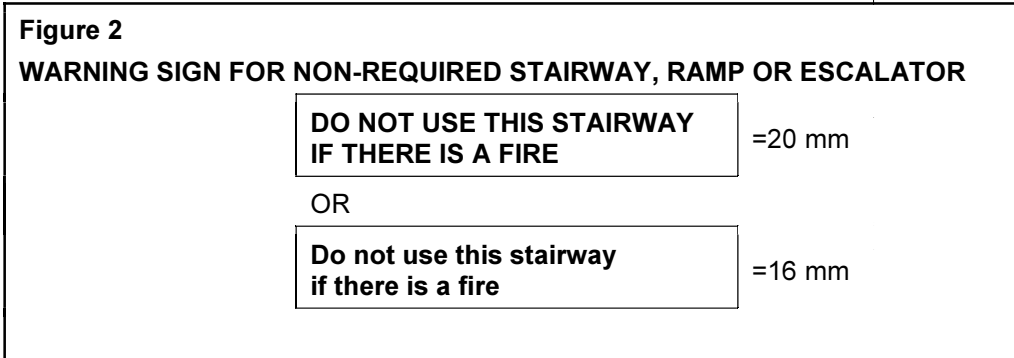 Figure 2
WARNING SIGN FOR NON-REQUIRED STAIRWAY, RAMP OR ESCALATOR
DO NOT USE THIS STAIRWAY
IF THERE IS A FIRE
=20 mm
OR
Do not use this stairway
if there is a fire
=16 mm